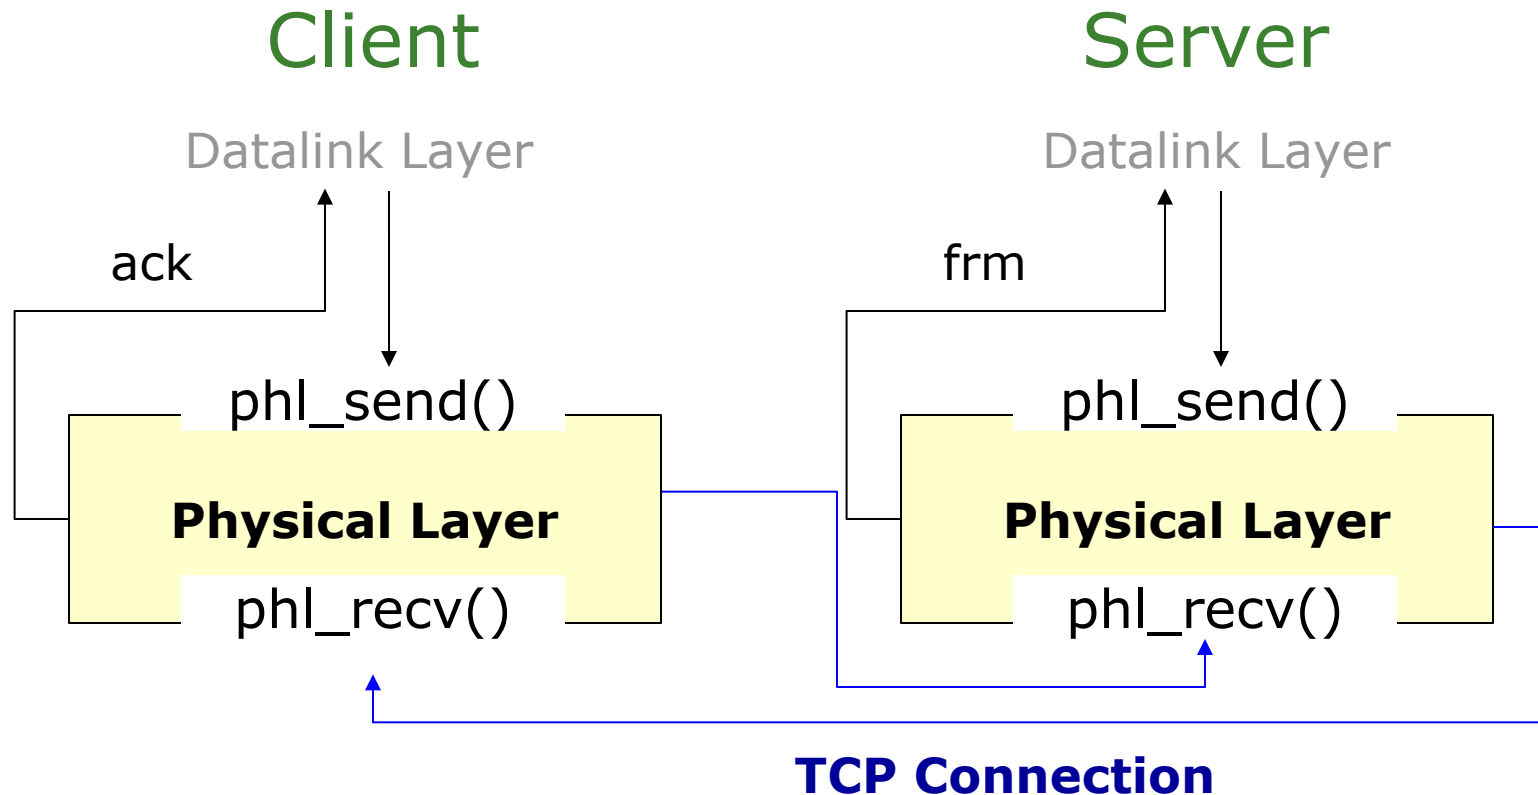 Client
Server
Datalink Layer
Datalink Layer
ack
frm
phl_send()
phl_send()
Physical Layer
Physical Layer
phl_recv()
phl_recv()
TCP Connection